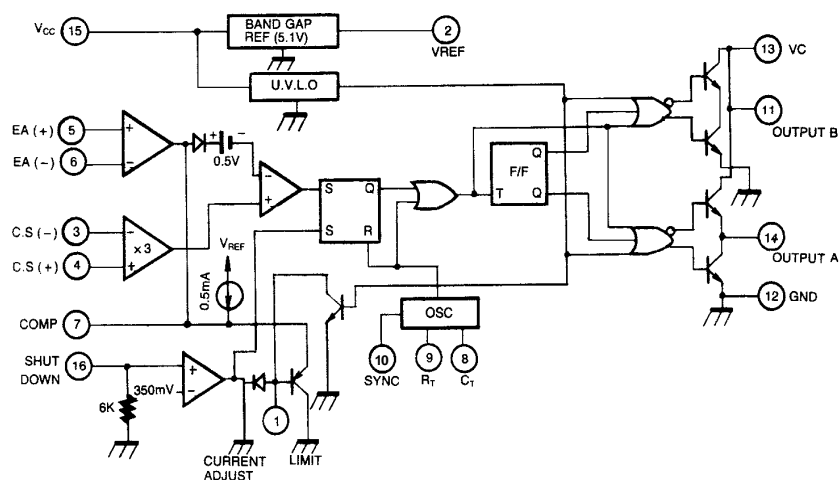 VCC 15
BAND GAP
REF (5.1V)
2
VREF
13 VC
U.V.L.O
11
OUTPUT B
EA (+) 5
+
+ −
EA (−) 6
−
0.5V
−
+
Q
F/F
T Q
S Q
S R
C.S (−) 3
−
× 3
C.S (+) 4
+
VREF
0.5mA
14
OUTPUT A
COMP 7
OSC
12 GND
SHUT 16
DOWN
+
350mV −
6K
10 9 8
SYNC RT CT
1
CURRENT
ADJUST
LIMIT